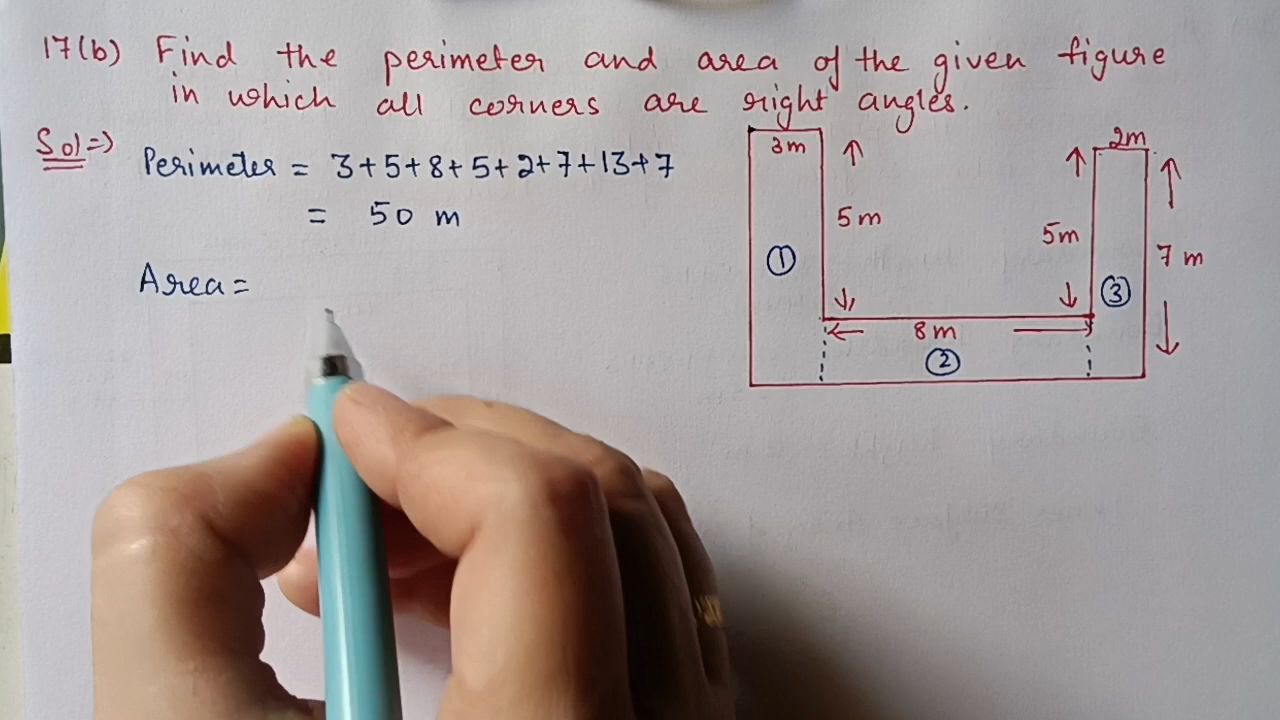 17(b) Find the perimeter and area of the given figure
in which all corners are right angles.
Sol=>
Perimeter = 3+5+8+5+2+7+13+7
= 50 m
Area =
3m
2m
5m
5m
7 m
①
③
8m
②